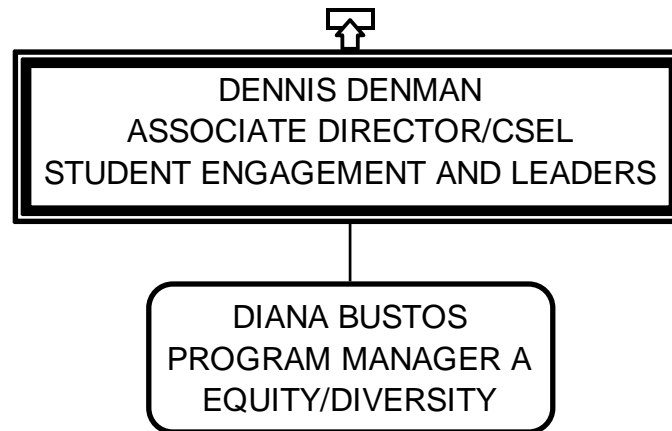 DENNIS DENMAN
ASSOCIATE DIRECTOR/CSEL
STUDENT ENGAGEMENT AND LEADERS
DIANA BUSTOS
PROGRAM MANAGER A
EQUITY/DIVERSITY